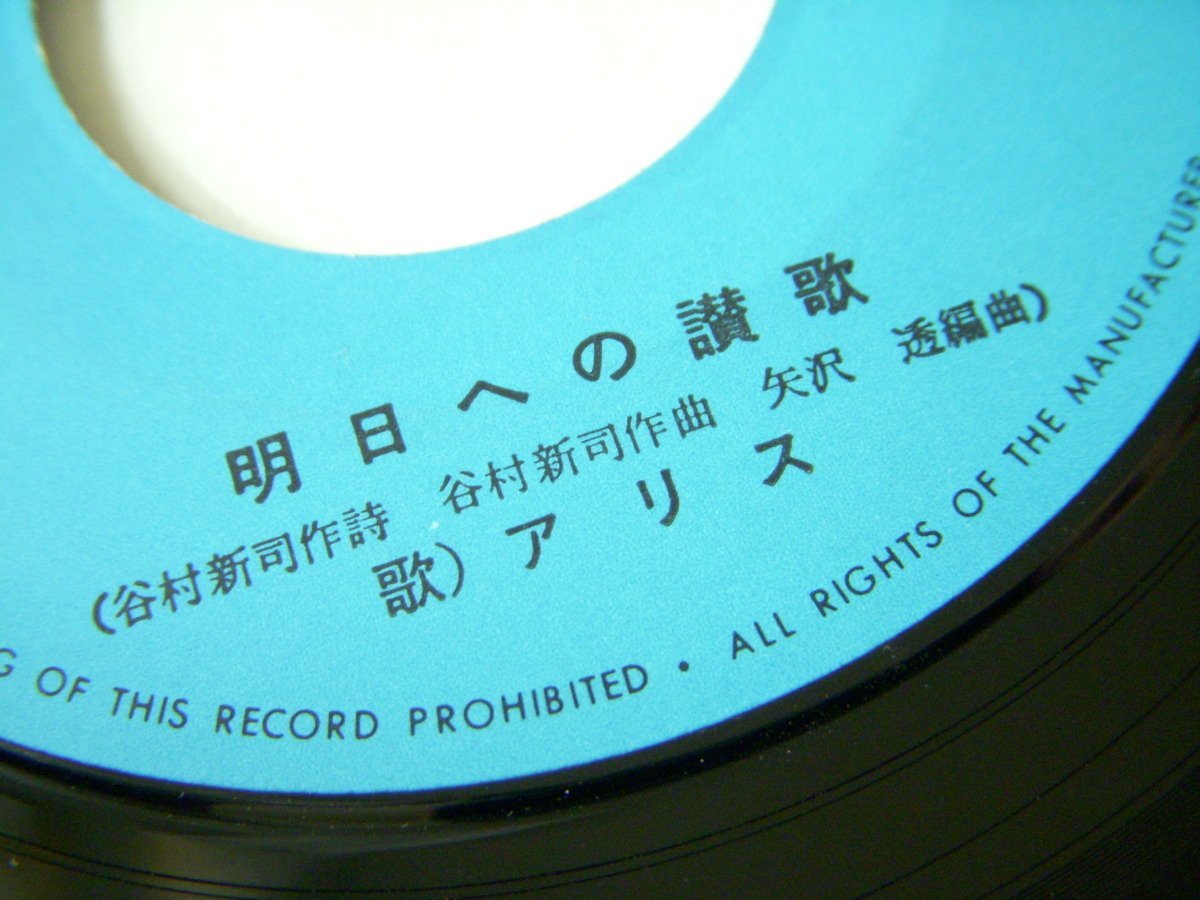 明日への讃歌
(谷村新司作詩 谷村新司作曲 矢沢 透編曲)
歌)アリス
OF THIS RECORD PROHIBITED • ALL RIGHTS OF THE MANUFACTURER